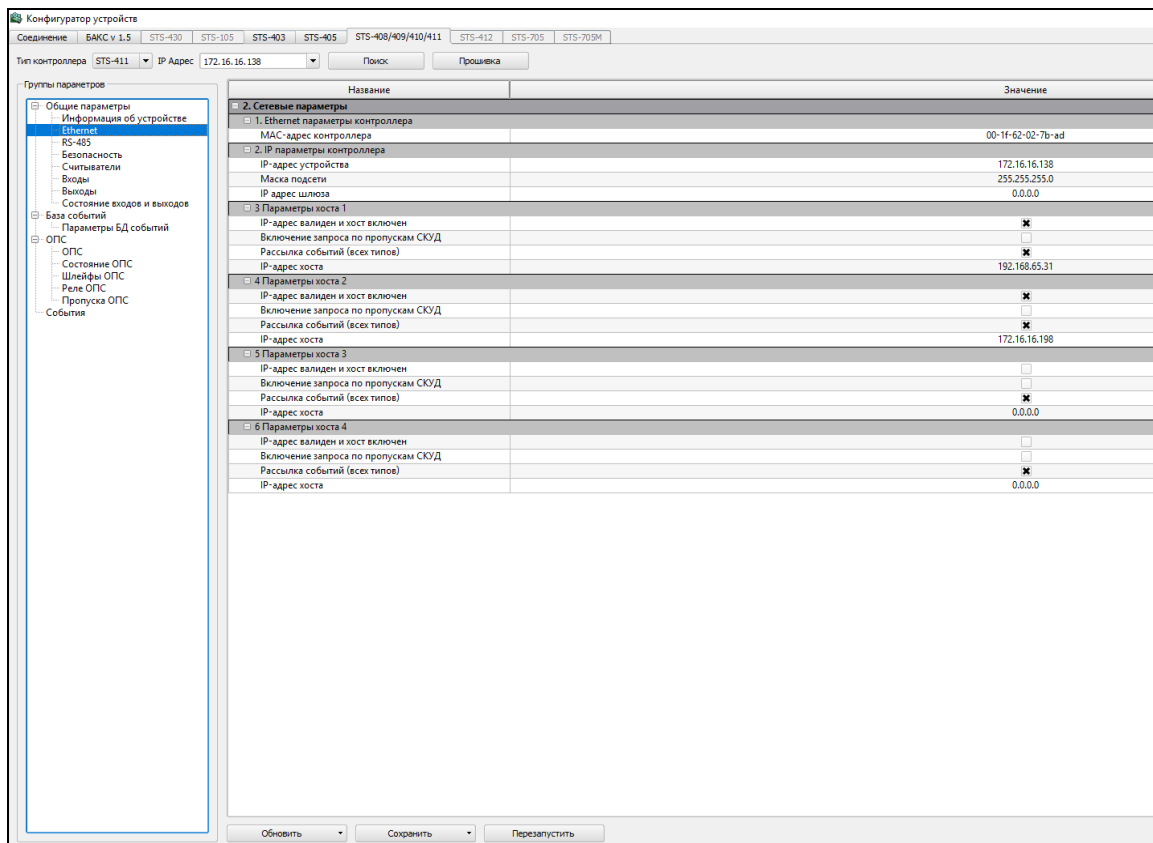 Конфигуратор устройств
Соединение БАКС v 1.5 STS-430 STS-105 STS-403 STS-405 STS-408/409/410/411 STS-412 STS-705 STS-705M
Тип контроллера STS-411 IP Адрес 172.16.16.138 Поиск Прошивка
Группы параметров
Общие параметры
Информация об устройстве
Ethernet
RS-485
Безопасность
Считыватели
Входы
Выходы
Состояние входов и выходов
База событий
Параметры БД событий
ОПС
ОПС
Состояние ОПС
Шлейфы ОПС
Реле ОПС
Пропуска ОПС
События
Название Значение
2. Сетевые параметры
1. Ethernet параметры контроллера
MAC-адрес контроллера 00-1f-62-02-7b-ad
2. IP параметры контроллера
IP-адрес устройства 172.16.16.138
Маска подсети 255.255.255.0
IP адрес шлюза 0.0.0.0
3 Параметры хоста 1
IP-адрес валиден и хост включен
Включение запроса по пропускам СКУД
Рассылка событий (всех типов)
IP-адрес хоста 192.168.65.31
4 Параметры хоста 2
IP-адрес валиден и хост включен
Включение запроса по пропускам СКУД
Рассылка событий (всех типов)
IP-адрес хоста 172.16.16.198
5 Параметры хоста 3
IP-адрес валиден и хост включен
Включение запроса по пропускам СКУД
Рассылка событий (всех типов)
IP-адрес хоста 0.0.0.0
6 Параметры хоста 4
IP-адрес валиден и хост включен
Включение запроса по пропускам СКУД
Рассылка событий (всех типов)
IP-адрес хоста 0.0.0.0
Обновить Сохранить Перезапустить